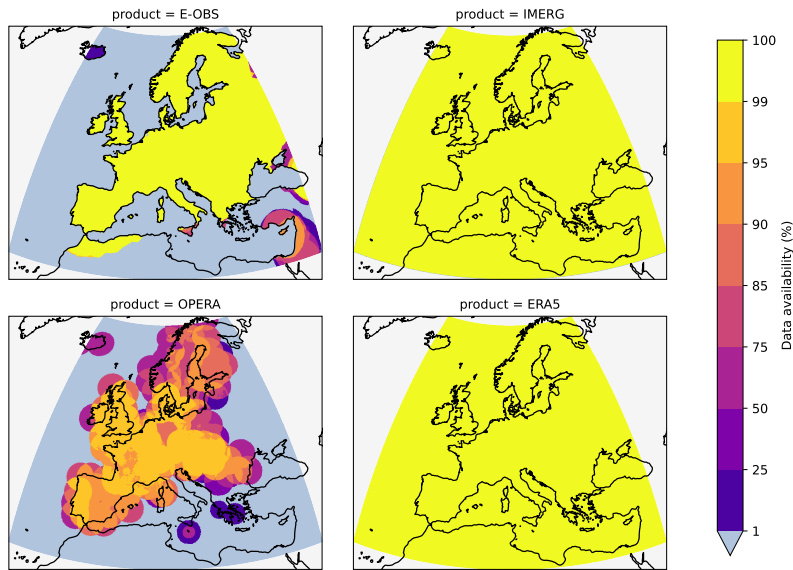 product = E-OBS
product = IMERG
product = OPERA
product = ERA5
100
99
95
90
85
75
50
25
1
Data availability (%)